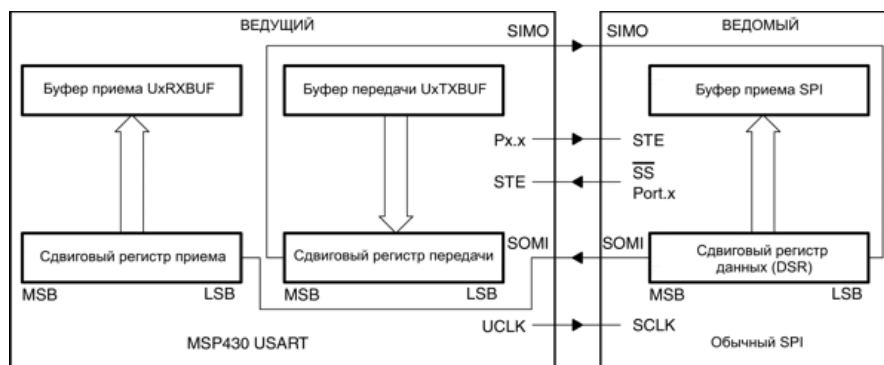 ВЕДУЩИЙ
SIMO
SIMO
ВЕДОМЫЙ
Буфер приема UxRXBUF
Буфер передачи UxTXBUF
Буфер приема SPI
Px.x
STE
STE
SS
Port.x
Сдвиговый регистр приема
Сдвиговый регистр передачи
SOMI
SOMI
Сдвиговый регистр
данных (DSR)
MSB
LSB
MSB
LSB
MSB
LSB
MSP430 USART
UCLK
SCLK
Обычный SPI